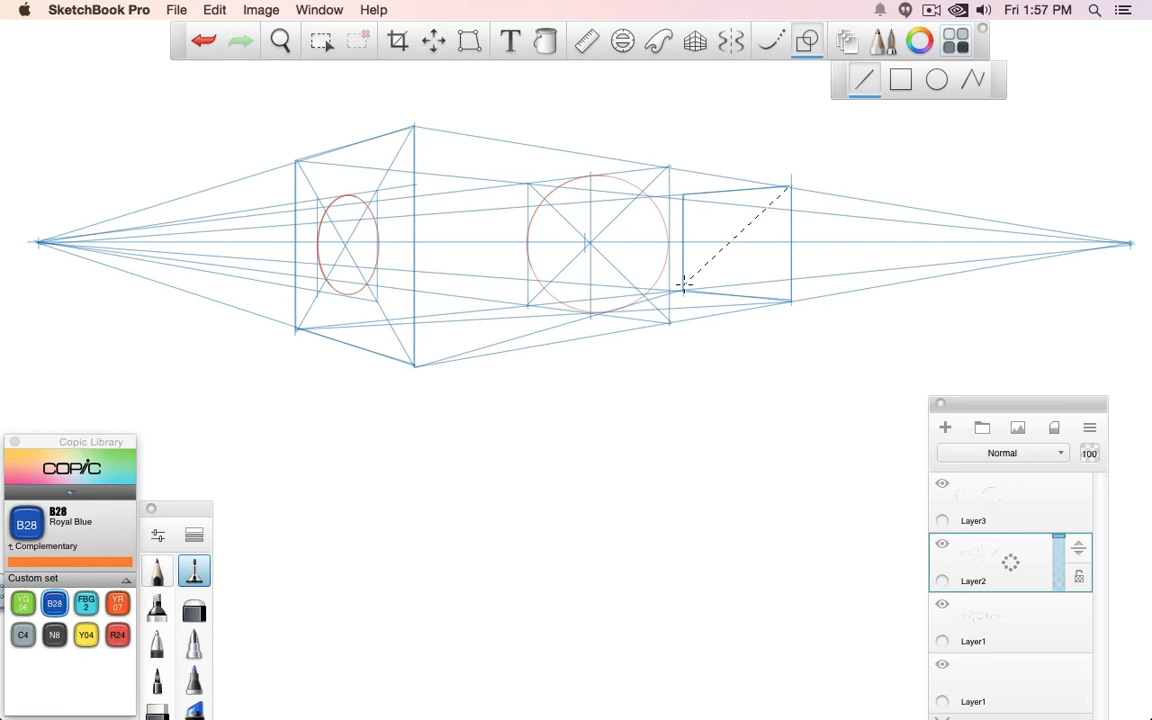 SketchBook Pro File Edit Image Window Help Fri 1:57 PM
T
Normal 100
Layer3
Layer2
Layer1
Layer1
Copic Library
COPIC
B28
B28
Royal Blue
Complementary
Custom set
YG 06 B28 FBG 2 YR 07
C4 N8 Y04 R24